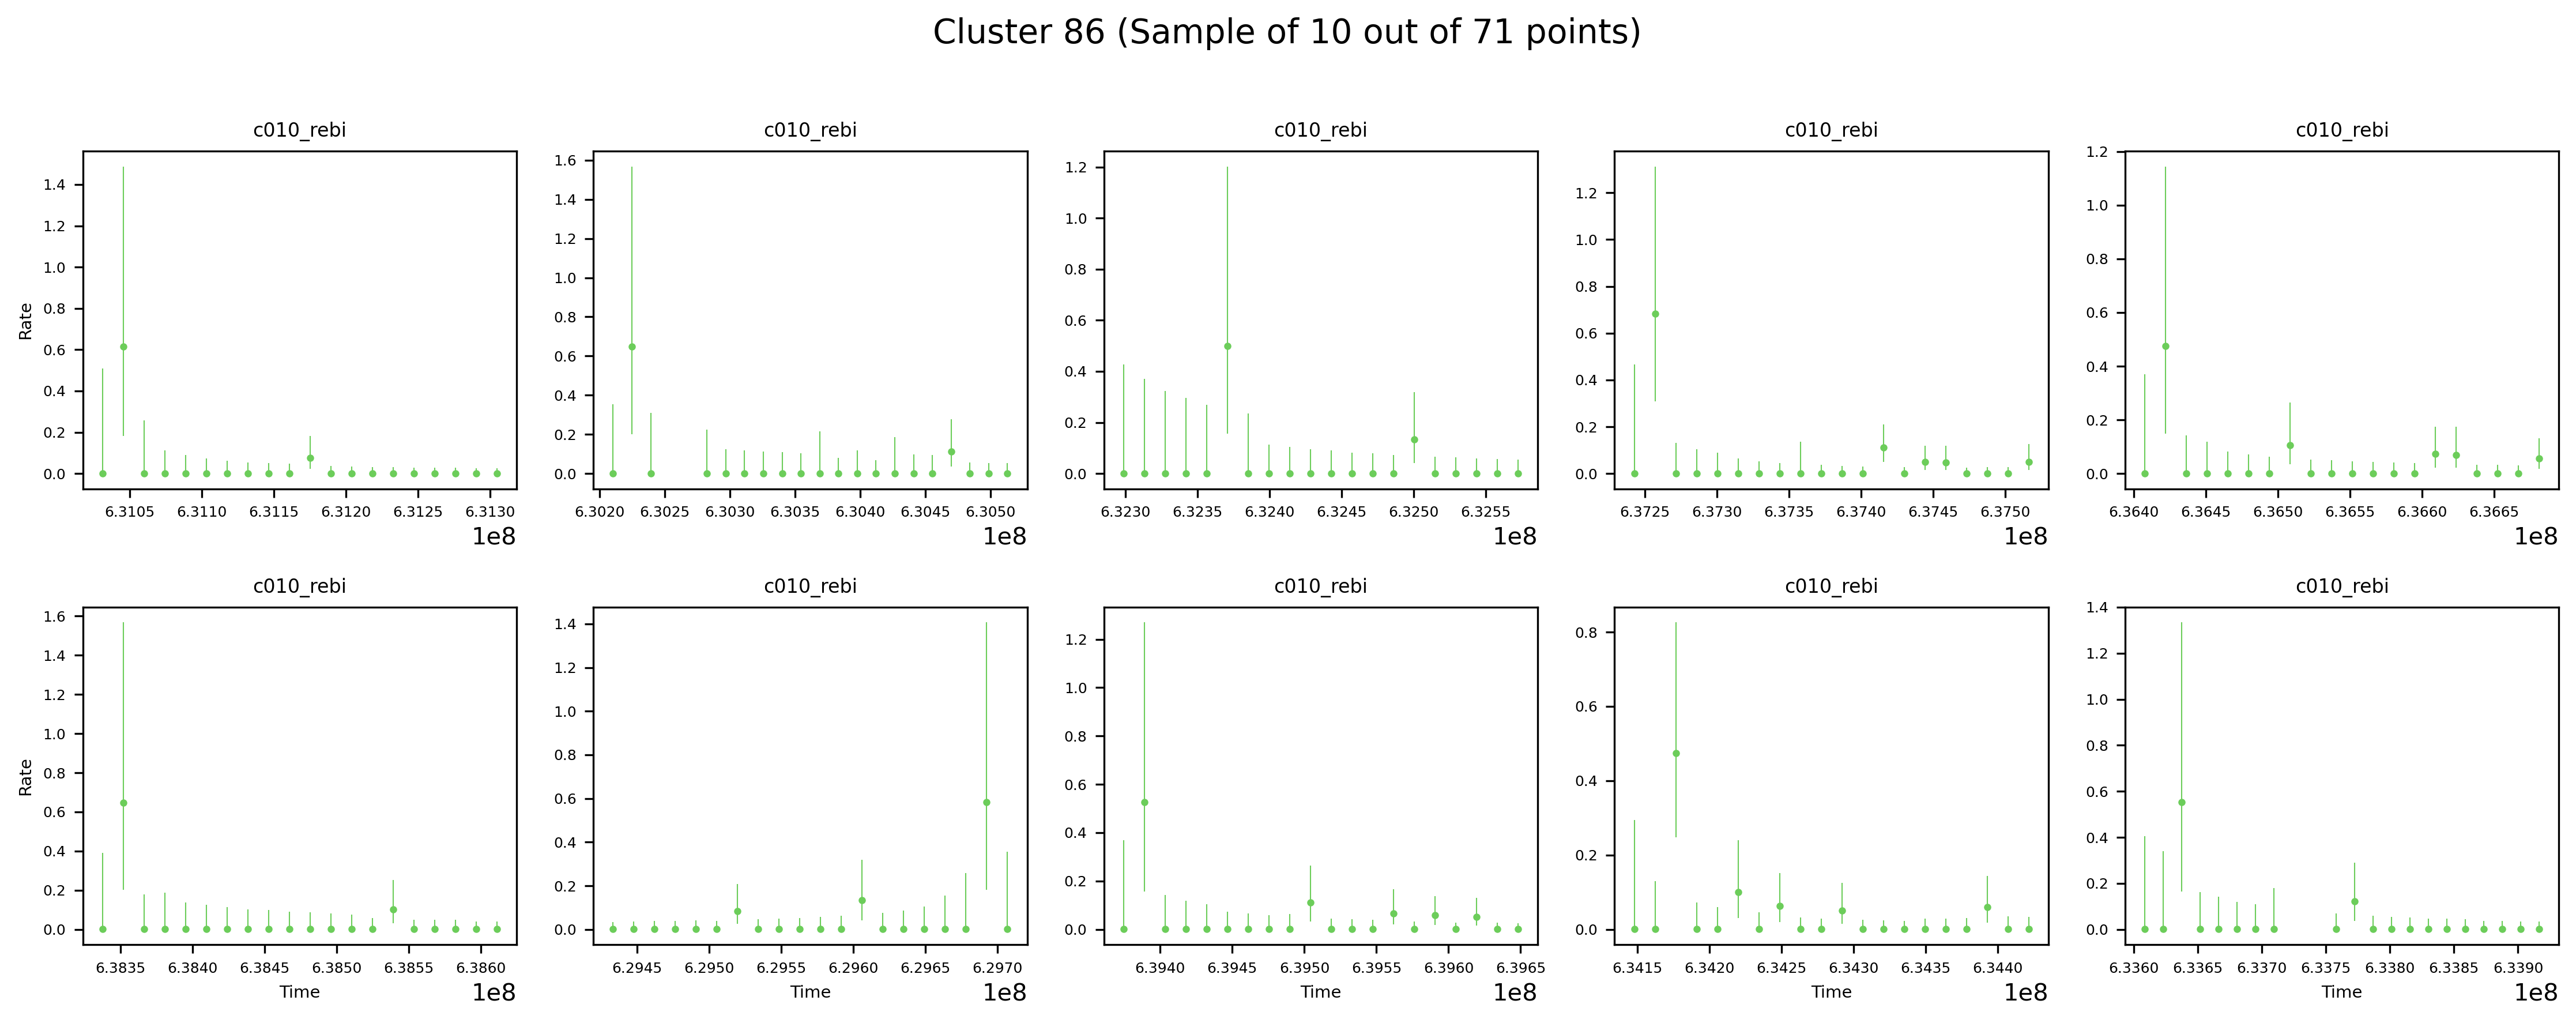 Cluster 86 (Sample of 10 out of 71 points)
c010_rebi c010_rebi c010_rebi c010_rebi c010_rebi
Rate
1.4 1.2 1.0 0.8 0.6 0.4 0.2 0.0
6.3105 6.3110 6.3115 6.3120 6.3125 6.3130
1e8
1.6 1.4 1.2 1.0 0.8 0.6 0.4 0.2 0.0
6.3020 6.3025 6.3030 6.3035 6.3040 6.3045 6.3050
1e8
1.2 1.0 0.8 0.6 0.4 0.2 0.0
6.3230 6.3235 6.3240 6.3245 6.3250 6.3255
1e8
1.2 1.0 0.8 0.6 0.4 0.2 0.0
6.3725 6.3730 6.3735 6.3740 6.3745 6.3750
1e8
1.2 1.0 0.8 0.6 0.4 0.2 0.0
6.3640 6.3645 6.3650 6.3655 6.3660 6.3665
1e8
c010_rebi c010_rebi c010_rebi c010_rebi c010_rebi
Rate
1.6 1.4 1.2 1.0 0.8 0.6 0.4 0.2 0.0
6.3835 6.3840 6.3845 6.3850 6.3855 6.3860
Time
1e8
1.4 1.2 1.0 0.8 0.6 0.4 0.2 0.0
6.2945 6.2950 6.2955 6.2960 6.2965 6.2970
Time
1e8
1.2 1.0 0.8 0.6 0.4 0.2 0.0
6.3940 6.3945 6.3950 6.3955 6.3960 6.3965
Time
1e8
0.8 0.6 0.4 0.2 0.0
6.3415 6.3420 6.3425 6.3430 6.3435 6.3440
Time
1e8
1.4 1.2 1.0 0.8 0.6 0.4 0.2 0.0
6.3360 6.3365 6.3370 6.3375 6.3380 6.3385 6.3390
Time
1e8